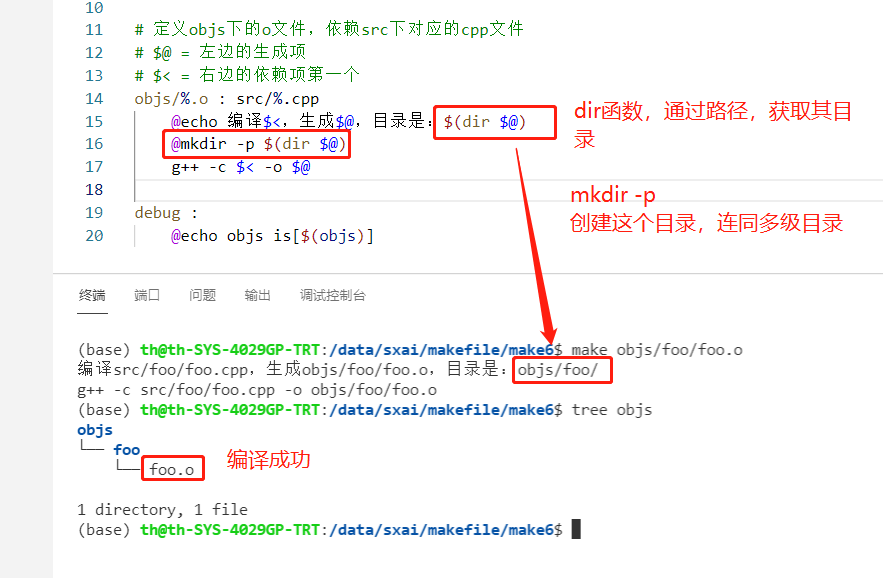 10
11 # 定义objs下的o文件，依赖src下对应的cpp文件
12 # $@ = 左边的生成项
13 # $< = 右边的依赖项第一个
14 objs/%.o : src/%.cpp
15 @echo 编译$<，生成$@，目录是：$(dir $@)
16 @mkdir -p $(dir $@)
17 g++ -c $< -o $@
18
19 debug :
20 @echo objs is[$(objs)]
dir函数，通过路径，获取其目
录
mkdir -p
创建这个目录，连同多级目录
终端 端口 问题 输出 调试控制台
(base) th@th-SYS-4029GP-TRT:/data/sxai/makefile/make6$ make objs/foo/foo.o
编译src/foo/foo.cpp，生成objs/foo/foo.o，目录是：objs/foo/
g++ -c src/foo/foo.cpp -o objs/foo/foo.o
(base) th@th-SYS-4029GP-TRT:/data/sxai/makefile/make6$ tree objs
objs
└── foo
└── foo.o
编译成功
1 directory, 1 file
(base) th@th-SYS-4029GP-TRT:/data/sxai/makefile/make6$